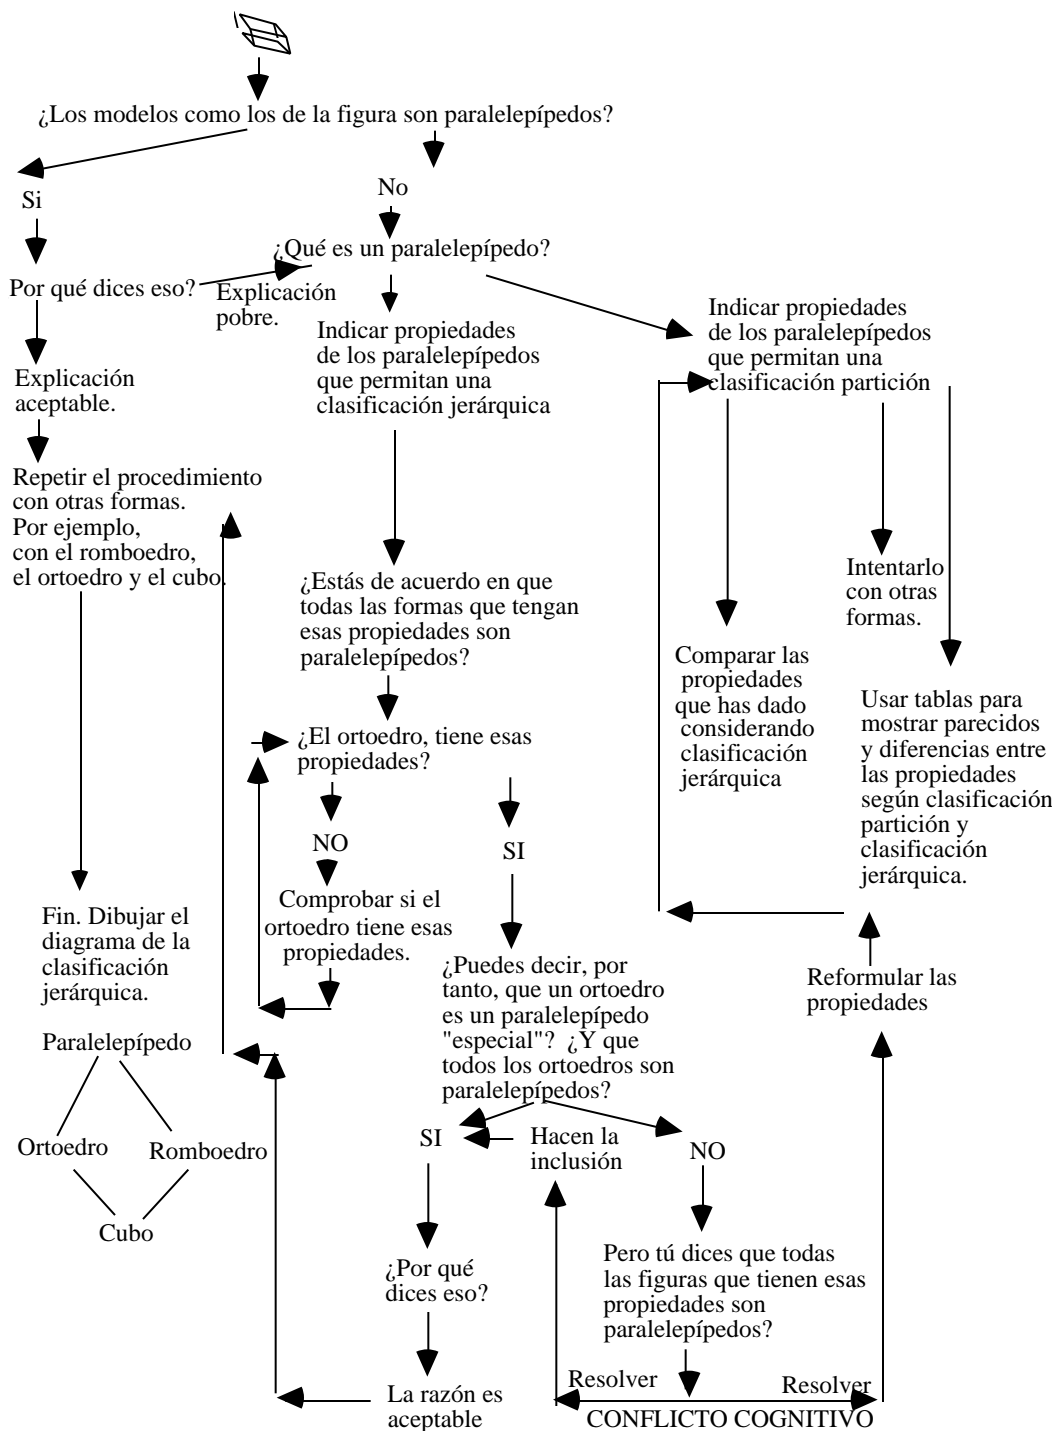 ¿Los modelos como los de la figura son paralelepípedos?
Si
No
¿Qué es un paralelepípedo?
Por qué dices eso?
Explicación
pobre.
Indicar propiedades
de los paralelepípedos
que permitan una
clasificación jerárquica
Indicar propiedades
de los paralelepípedos
que permitan una
clasificación partición
Explicación
aceptable.
Repetir el procedimiento
con otras formas.
Por ejemplo,
con el romboedro,
el ortoedro y el cubo.
¿Estás de acuerdo en que
todas las formas que tengan
esas propiedades son
paralelepípedos?
Intentarlo
con otras
formas.
Comparar las
propiedades
que has dado
considerando
clasificación
jerárquica
Usar tablas para
mostrar parecidos
y diferencias entre
las propiedades
según clasificación
partición y
clasificación
jerárquica.
¿El ortoedro, tiene esas
propiedades?
NO
SI
Comprobar si el
ortoedro tiene esas
propiedades.
Fin. Dibujar el
diagrama de la
clasificación
jerárquica.
¿Puedes decir, por
tanto, que un ortoedro
es un paralelepípedo
"especial"? ¿Y que
todos los ortoedros son
paralelepípedos?
Reformular las
propiedades
Paralelepípedo
Ortoedro
Romboedro
Cubo
SI
Hacen la
inclusión
NO
¿Por qué
dices eso?
Pero tú dices que todas
las figuras que tienen esas
propiedades son
paralelepípedos?
La razón es
aceptable
Resolver
Resolver
CONFLICTO COGNITIVO